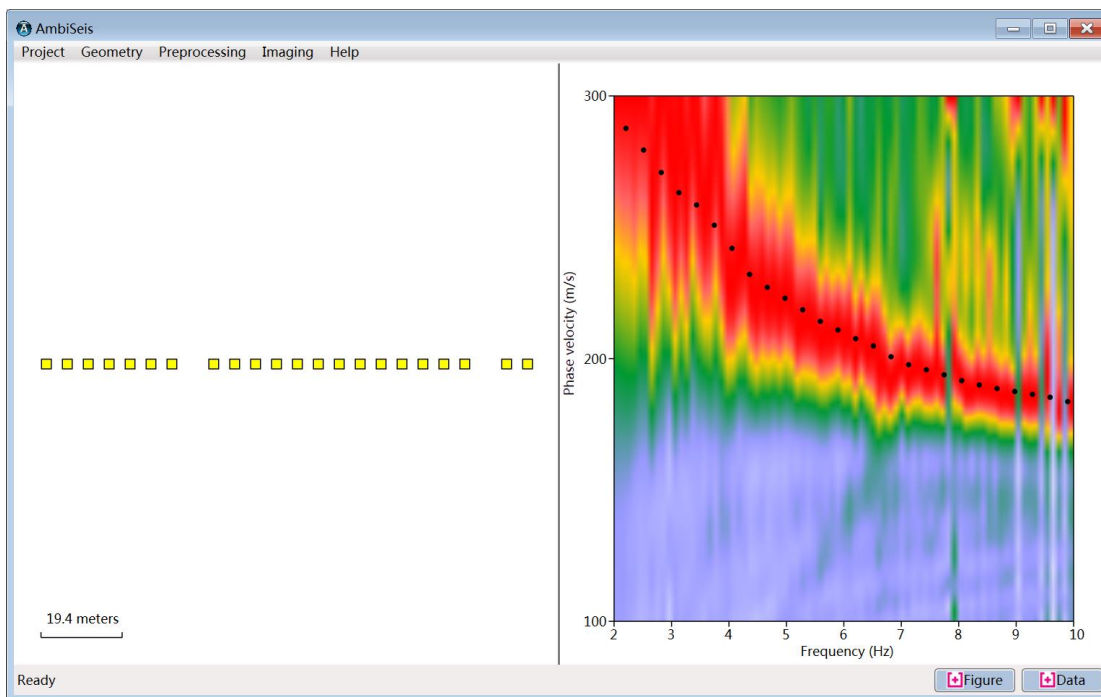 AmbiSeis
Project Geometry Preprocessing Imaging Help
19.4 meters
300
200
100
Phase velocity (m/s)
2 3 4 5 6 7 8 9 10
Frequency (Hz)
Ready
Figure
Data